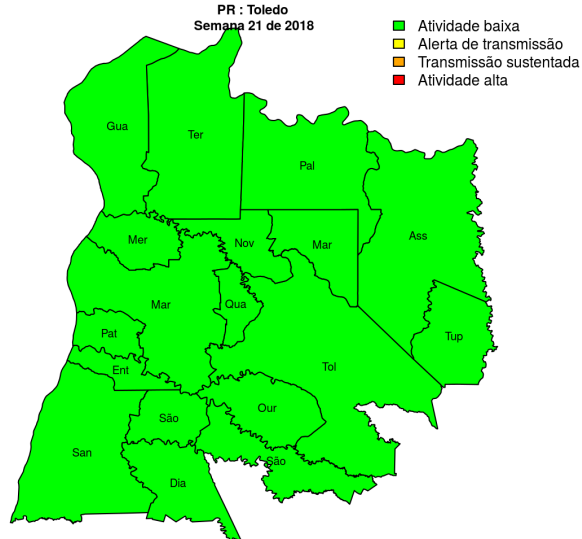 PR : Toledo
Semana 21 de 2018
Atividade baixa
Alerta de transmissão
Transmissão sustentada
Atividade alta
Gua
Ter
Pal
Ass
Mer
Nov
Mar
Mar
Qua
Pat
Tup
Ent
Tol
São
Our
San
São
Dia